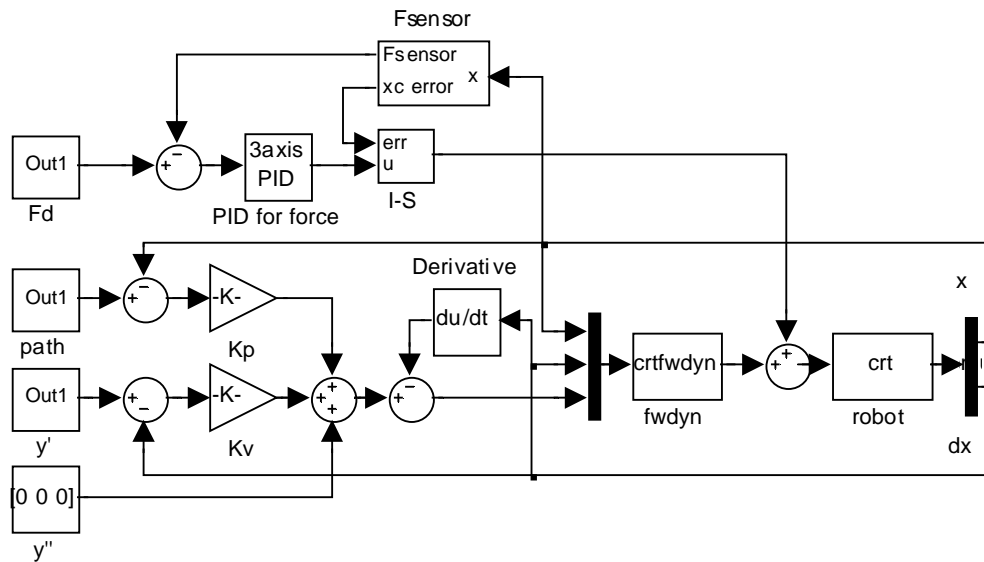 Fsensor
Fsensor
xc error
x
Out1
Fd
+
−
3axis
PID
PID for force
err
u
I-S
Out1
path
+
−
-K-
Kp
Derivative
du/dt
x
Out1
y'
+
−
-K-
Kv
+
+
+
+
−
crtfwdyn
fwdyn
+
+
crt
robot
dx
[0 0 0]
y''